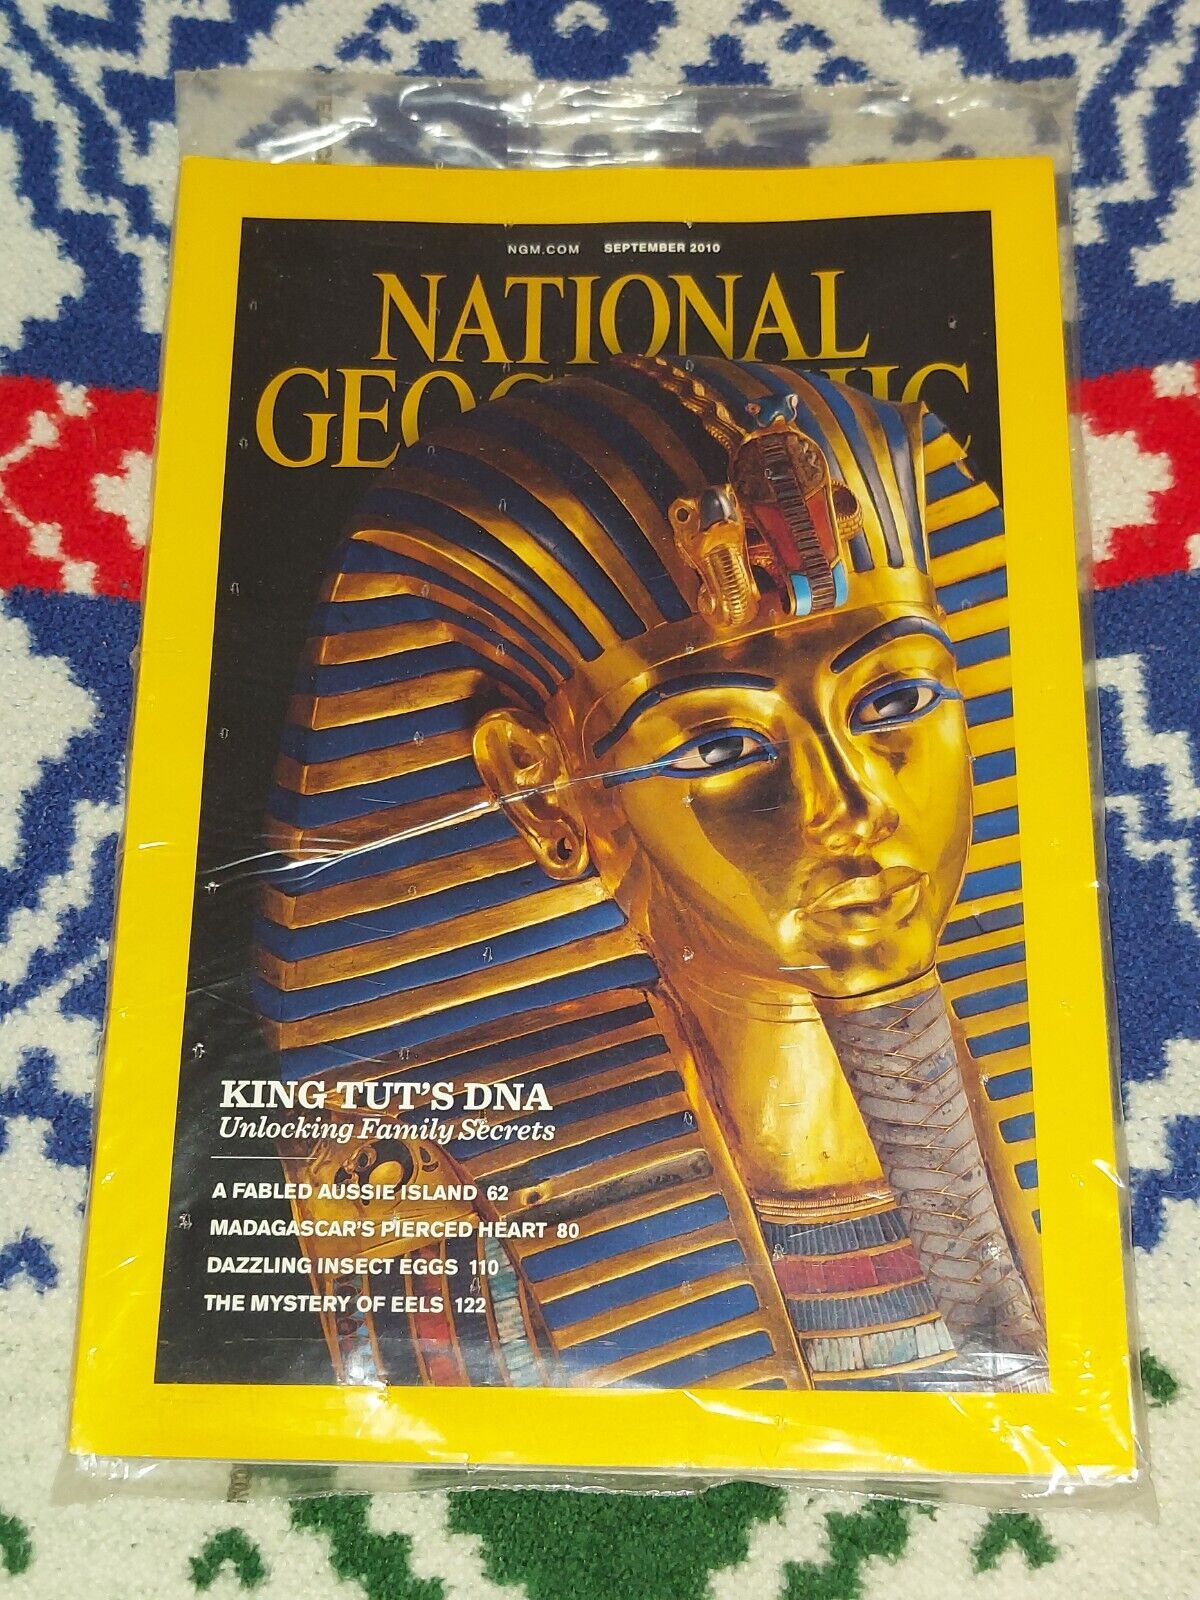 NGM.COM SEPTEMBER 2010
NATIONAL
GEOGRAPHIC
KING TUT'S DNA
Unlocking Family Secrets
A FABLED AUSSIE ISLAND 62
MADAGASCAR'S PIERCED HEART 80
DAZZLING INSECT EGGS 110
THE MYSTERY OF EELS 122